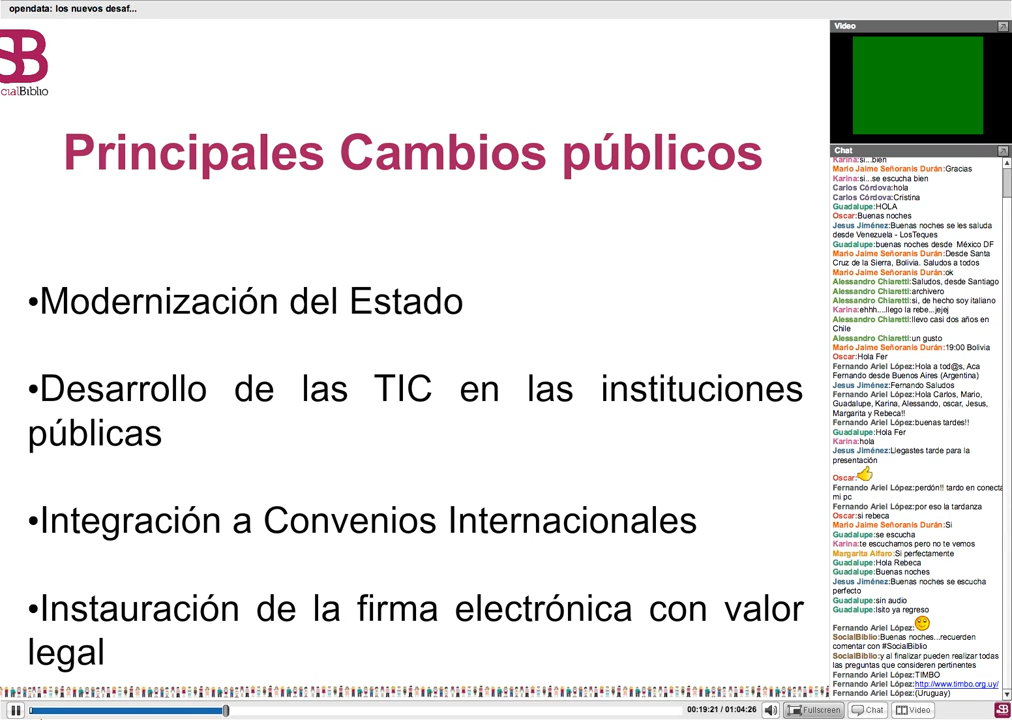 opendata: los nuevos desaf...
SB
cialBiblio
Principales Cambios públicos
•Modernización del Estado
•Desarrollo de las TIC en las instituciones
públicas
•Integración a Convenios Internacionales
•Instauración de la firma electrónica con valor
legal
Video
Chat
Karina:si...bien
Mario Jaime Señoranis Durán:Gracias
Karina:si...se escucha bien
Carlos Córdova:hola
Carlos Córdova:Cristina
Guadalupe:HOLA
Oscar:Buenas noches
Jesus Jiménez:Buenas noches se les saluda
desde Venezuela - LosTeques
Guadalupe:buenas noches desde México DF
Mario Jaime Señoranis Durán:Desde Santa
Cruz de la Sierra, Bolivia. Saludos a todos
Mario Jaime Señoranis Durán:ok
Alessandro Chiaretti:Saludos, desde Santiago
Alessandro Chiaretti:archivero
Alessandro Chiaretti:si, de hecho soy italiano
Karina:ehhh....llego la rebe...jejej
Alessandro Chiaretti:llevo casi dos años en
Chile
Alessandro Chiaretti:un gusto
Mario Jaime Señoranis Durán:19:00 Bolivia
Oscar:Hola Fer
Fernando Ariel López:Hola a tod@s, Aca
Fernando desde Buenos Aires (Argentina)
Jesus Jiménez:Fernando Saludos
Fernando Ariel López:Hola Carlos, Mario,
Guadalupe, Karina, Alessando, oscar, Jesus,
Margarita y Rebeca!!
Fernando Ariel López:buenas tardes!!
Guadalupe:Hola Fer
Karina:hola
Jesus Jiménez:Llegastes tarde para la
presentación
Oscar:
Fernando Ariel López:perdón!! tardo en conecta
mi pc
Fernando Ariel López:por eso la tardanza
Oscar:si rebeca
Mario Jaime Señoranis Durán:Si
Guadalupe:se escucha
Karina:te escuchamos pero no te vemos
Margarita Alfaro:Si perfectamente
Guadalupe:Hola Rebeca
Guadalupe:Buenas noches
Jesus Jiménez:Buenas noches se escucha
perfecto
Guadalupe:sin audio
Guadalupe:lsito ya regreso
Fernando Ariel López:
SocialBiblio:Buenas noches...recuerden
comentar con #SocialBiblio
SocialBiblio:y al finalizar pueden realizar todas
las preguntas que consideren pertinentes
Fernando Ariel López:TIMBO
Fernando Ariel López:http://www.timbo.org.uy/
Fernando Ariel López:(Uruguay)
00:19:21 / 01:04:26
Fullscreen
Chat
Video
SB